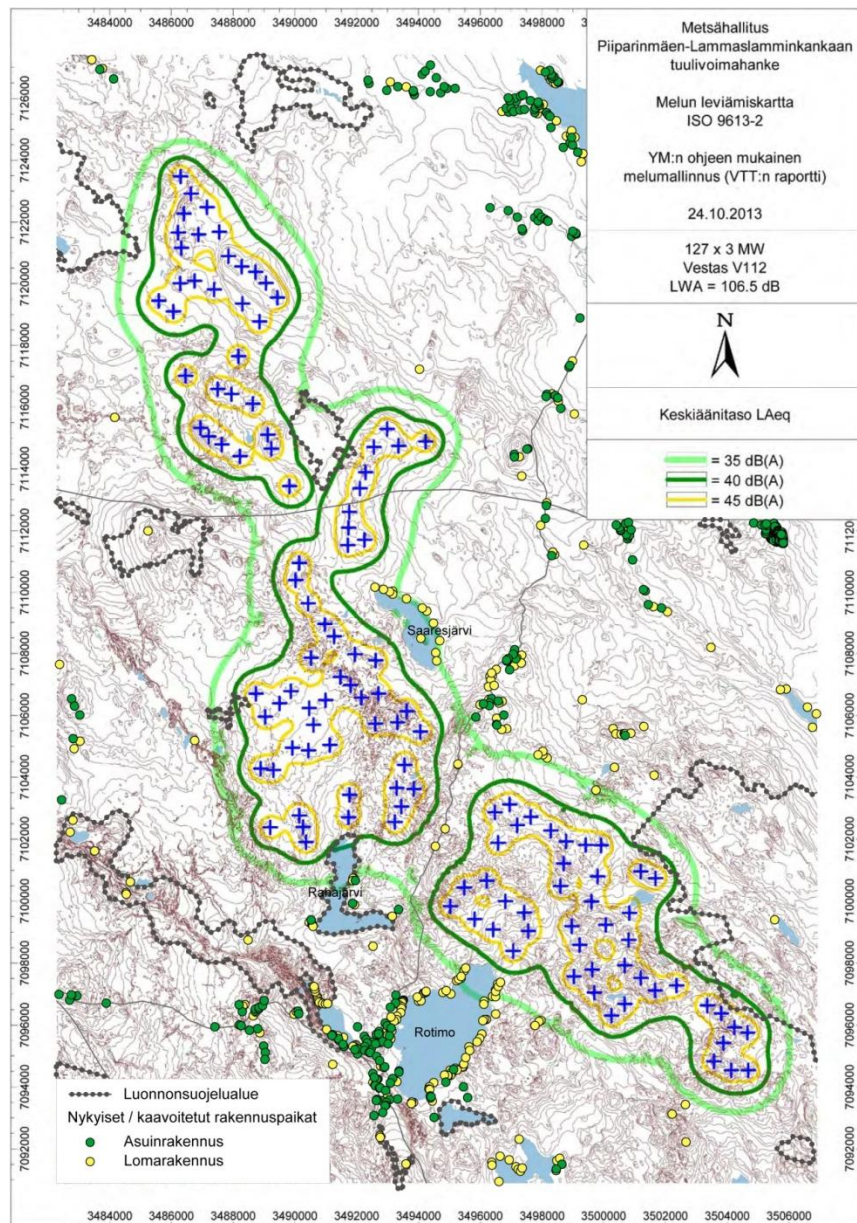 3484000 3486000 3488000 3490000 3492000 3494000 3496000 3498000
Metsähallitus
Piiparinmäen-Lammaslamminkankaan
tuulivoimahanke
Melun leviämiskartta
ISO 9613-2
YM:n ohjeen mukainen
melumallinnus (VTT:n raportti)
24.10.2013
127 x 3 MW
Vestas V112
LWA = 106.5 dB
N
Keskiäänitaso LAeq
= 35 dB(A)
= 40 dB(A)
= 45 dB(A)
7126000
7124000
7122000
7120000
7118000
7116000
7114000
7112000
7110000
7108000
7106000
7104000
7102000
7100000
7098000
7096000
7094000
7092000
Saaresjärvi
Rahajärvi
Rotimo
7110000
7108000
7106000
7104000
7102000
7100000
7098000
7096000
7094000
7092000
Luonnonsuojelualue
Nykyiset / kaavoitetut rakennuspaikat
Asuinrakennus
Lomarakennus
3484000 3486000 3488000 3490000 3492000 3494000 3496000 3498000 3500000 3502000 3504000 3506000